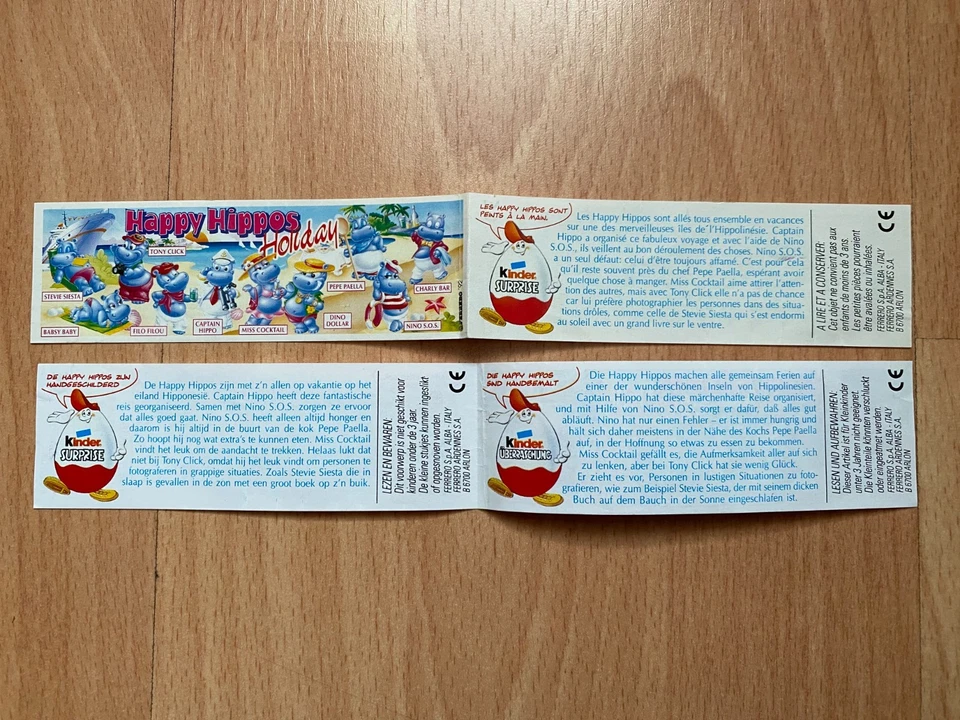 Happy Hippos
Holiday
TONY CLICK
STEVIE SIESTA
BABSY BABY
FILO FILOU
CAPTAIN
HIPPO
MISS COCKTAIL
DINO
DOLLAR
PEPE PAELLA
NINO S.O.S.
CHARLY BAR
LES HAPPY HIPPOS SONT
PEINTS À LA MAIN.
Kinder
SURPRISE
Les Happy Hippos sont allés tous ensemble en vacances
sur une des merveilleuses îles de l'Hippolinésie. Captain
Hippo a organisé ce fabuleux voyage et avec l'aide de Nino
S.O.S., ils veillent au bon déroulement des choses. Nino S.O.S.
a un seul défaut: celui d'être toujours affamé. C'est pour cela
qu'il reste souvent près du chef Pepe Paella, espérant avoir
quelque chose à manger. Miss Cocktail aime attirer l'atten-
tion des autres, mais avec Tony Click elle n'a pas de chance
car lui préfère photographier les personnes dans des situa-
tions drôles, comme celle de Stevie Siesta qui s'est endormi
au soleil avec un grand livre sur le ventre.
A LIRE ET A CONSERVER:
Cet objet ne convient pas aux
enfants de moins de 3 ans.
Les petites pièces pourraient
être avalées ou inhalées.
FERRERO S.p.A. ALBA - ITALY
FERRERO ARDENNES S.A.
B 6700 ARLON
CE
DE HAPPY HIPPOS ZIJN
HANDGESCHILDERD
Kinder
SURPRISE
De Happy Hippos zijn met z'n allen op vakantie op het
eiland Hipponesië. Captain Hippo heeft deze fantastische
reis georganiseerd. Samen met Nino S.O.S. zorgen ze ervoor
dat alles goed gaat. Nino S.O.S. heeft alleen altijd honger en
daarom is hij altijd in de buurt van de kok Pepe Paella.
Zo hoopt hij nog wat extra's te kunnen eten. Miss Cocktail
vindt het leuk om de aandacht te trekken. Helaas lukt dat
niet bij Tony Click, omdat hij het leuk vindt om personen te
fotograferen in grappige situaties. Zoals Stevie Siesta die in
slaap is gevallen in de zon met een groot boek op z'n buik.
LEZEN EN BEWAREN:
Dit voorwerp is niet geschikt voor
kinderen onder de 3 jaar.
De kleine stukjes kunnen ingeslikt
of opgesnoven worden.
FERRERO S.p.A. ALBA - ITALY
FERRERO ARDENNES S.A.
B 6700 ARLON
CE
DIE HAPPY HIPPOS
SIND HANDBEMALT
Kinder
ÜBERRASCHUNG
Die Happy Hippos machen alle gemeinsam Ferien auf
einer der wunderschönen Inseln von Hippolinesien.
Captain Hippo hat diese märchenhafte Reise organisiert,
und mit Hilfe von Nino S.O.S. sorgt er dafür, daß alles gut
abläuft. Nino hat nur einen Fehler – er ist immer hungrig und
hält sich daher meistens in der Nähe des Kochs Pepe Paella
auf, in der Hoffnung so etwas zu essen zu bekommen.
Miss Cocktail gefällt es, die Aufmerksamkeit aller auf sich
zu lenken, aber bei Tony Click hat sie wenig Glück.
Er zieht es vor, Personen in lustigen Situationen zu foto-
grafieren, wie zum Beispiel Stevie Siesta, der mit seinem dicken
Buch auf dem Bauch in der Sonne eingeschlafen ist.
LESEN UND AUFBEWAHREN:
Dieser Artikel ist für Kleinkinder
unter 3 Jahren nicht geeignet.
Die Kleinteile könnten verschluckt
oder eingeatmet werden.
FERRERO S.p.A. ALBA - ITALY
FERRERO ARDENNES S.A.
B 6700 ARLON
CE